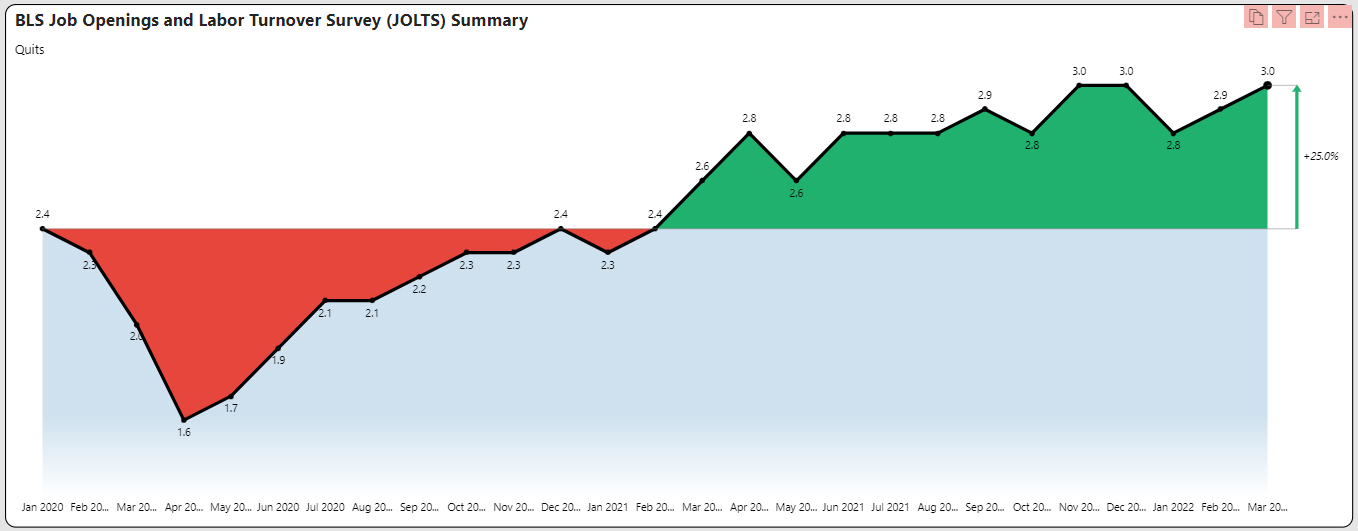 BLS Job Openings and Labor Turnover Survey (JOLTS) Summary
Quits
3.0 3.0 3.0
2.9 2.9
2.8 2.8 2.8 2.8
2.8 2.8
+25.0%
2.6
2.6
2.4 2.4 2.4
2.3 2.3 2.3 2.3
2.2
2.1 2.1
2.0
1.9
1.7
1.6
Jan 2020 Feb 20... Mar 20... Apr 20... May 20... Jun 2020 Jul 2020 Aug 20... Sep 20... Oct 20... Nov 20... Dec 20... Jan 2021 Feb 20... Mar 20... Apr 20... May 20... Jun 2021 Jul 2021 Aug 20... Sep 20... Oct 20... Nov 20... Dec 20... Jan 2022 Feb 20... Mar 20...